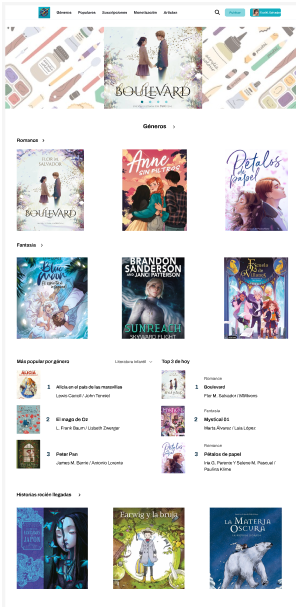 Géneros Populares Suscripciones Monetización Artistas
Publicar
BOULEVARD
Géneros >
Romance >
FLOR M.
SALVADOR
BOULEVARD
Anne
SIN FILTROS
Pétalos
de
papel
Fantasía >
Blue
Moon
BRANDON
SANDERSON
AND JANCI PATTERSON
SUNREACH
SKYWARD FLIGHT
Más popular por género
Literatura infantil
ALICIA
1 Alicia en el país de las maravillas
Lewis Carroll / John Tenniel
2 El mago de Oz
L. Frank Baum / Lisbeth Zwerger
3 Peter Pan
James M. Barrie / Antonio Lorente
Top 3 de hoy
Romance
1 Boulevard
Flor M. Salvador / MMivens
Fantasía
2 Mystical 01
Marta Álvarez / Laia López
Romance
3 Pétalos de papel
Iria G. Parente Y Selene M. Pascual /
Paulina Klime
Historias recién llegadas >
Earwig y la bruja
LA MATERIA
OSCURA